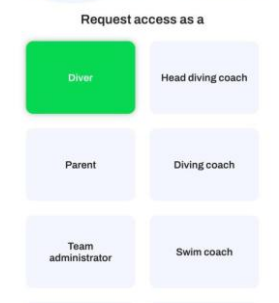 Request access as a
Diver
Head diving coach
Parent
Diving coach
Team
administrator
Swim coach